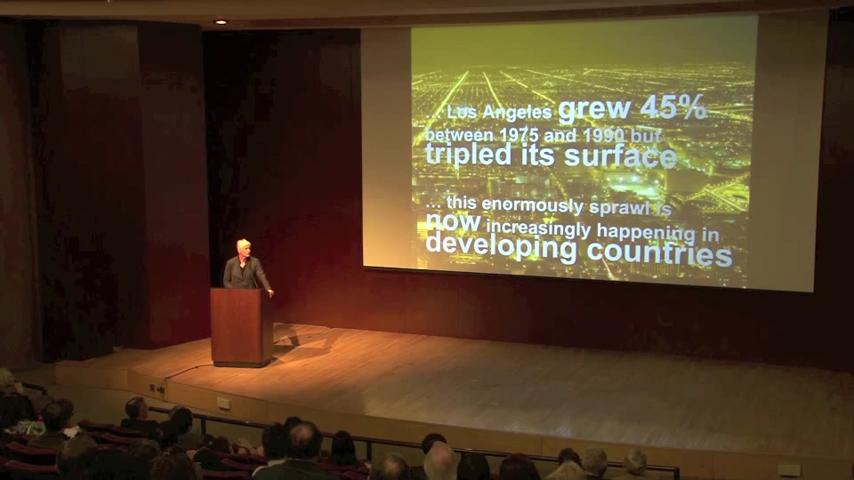 ... Los Angeles grew 45%
between 1975 and 1990 but
tripled its surface
... this enormously sprawl is
now increasingly happening in
developing countries